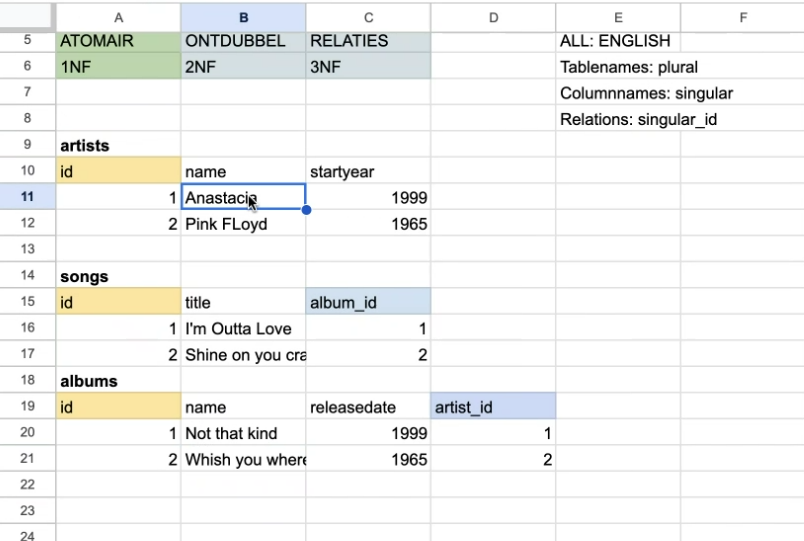 A B C D E F
5 ATOMAIR ONTDUBBEL RELATIES ALL: ENGLISH
6 1NF 2NF 3NF Tablenames: plural
7 Columnnames: singular
8 Relations: singular_id
9 artists
10 id name startyear
11 1 Anastacia 1999
12 2 Pink FLoyd 1965
13
14 songs
15 id title album_id
16 1 I'm Outta Love 1
17 2 Shine on you cra 2
18 albums
19 id name releasedate artist_id
20 1 Not that kind 1999 1
21 2 Whish you where 1965 2
22
23
24